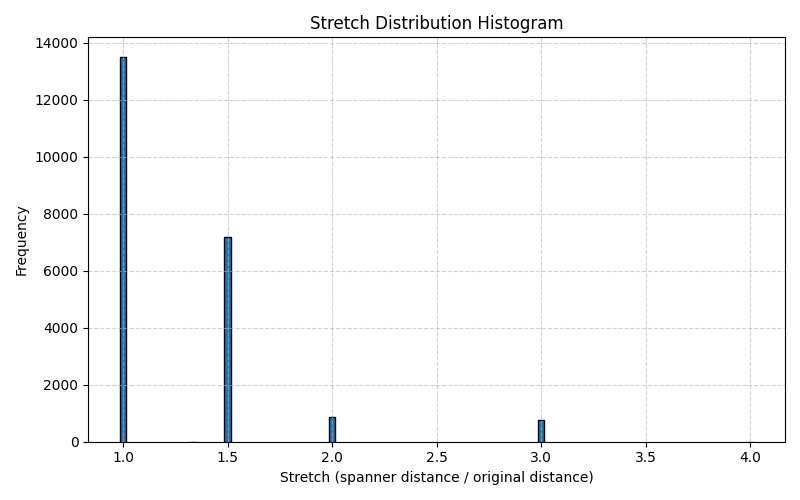 Stretch Distribution Histogram
14000
12000
10000
8000
6000
4000
2000
0
Frequency
1.0 1.5 2.0 2.5 3.0 3.5 4.0
Stretch (spanner distance / original distance)